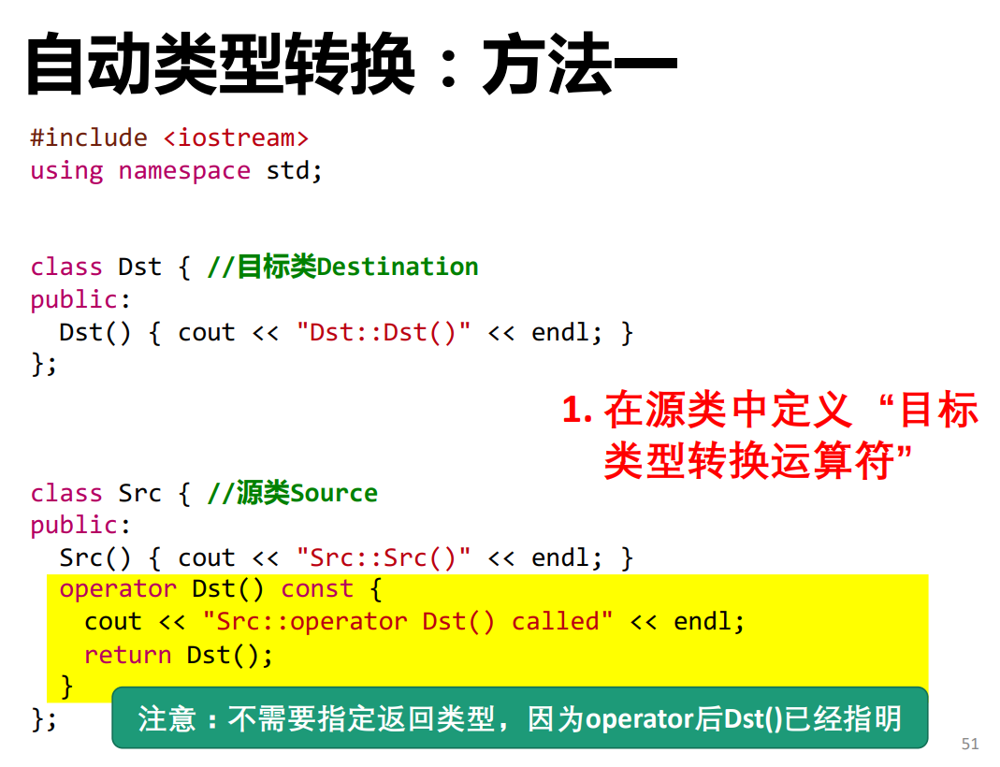 自动类型转换：方法一
#include <iostream>
using namespace std;
class Dst { //目标类Destination
public:
  Dst() { cout << "Dst::Dst()" << endl; }
};
1. 在源类中定义“目标
类型转换运算符”
class Src { //源类Source
public:
  Src() { cout << "Src::Src()" << endl; }
  operator Dst() const {
    cout << "Src::operator Dst() called" << endl;
    return Dst();
  }
};
注意：不需要指定返回类型，因为operator后Dst()已经指明
51